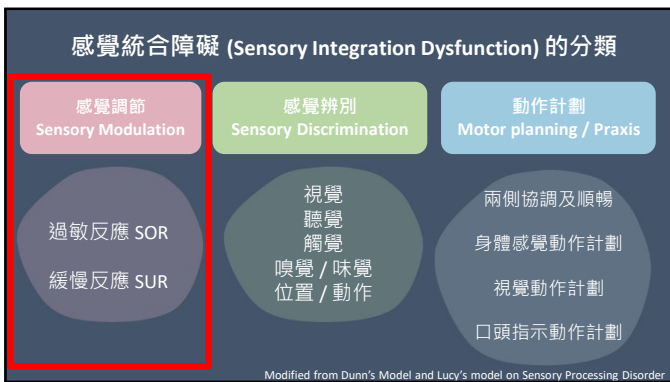 感覺統合障礙 (Sensory Integration Dysfunction) 的分類
感覺調節
Sensory Modulation
過敏反應 SOR
緩慢反應 SUR
感覺辨別
Sensory Discrimination
視覺
聽覺
觸覺
嗅覺 / 味覺
位置 / 動作
動作計劃
Motor planning / Praxis
兩側協調及順暢
身體感覺動作計劃
視覺動作計劃
口頭指示動作計劃
Modified from Dunn's Model and Lucy's model on Sensory Processing Disorder